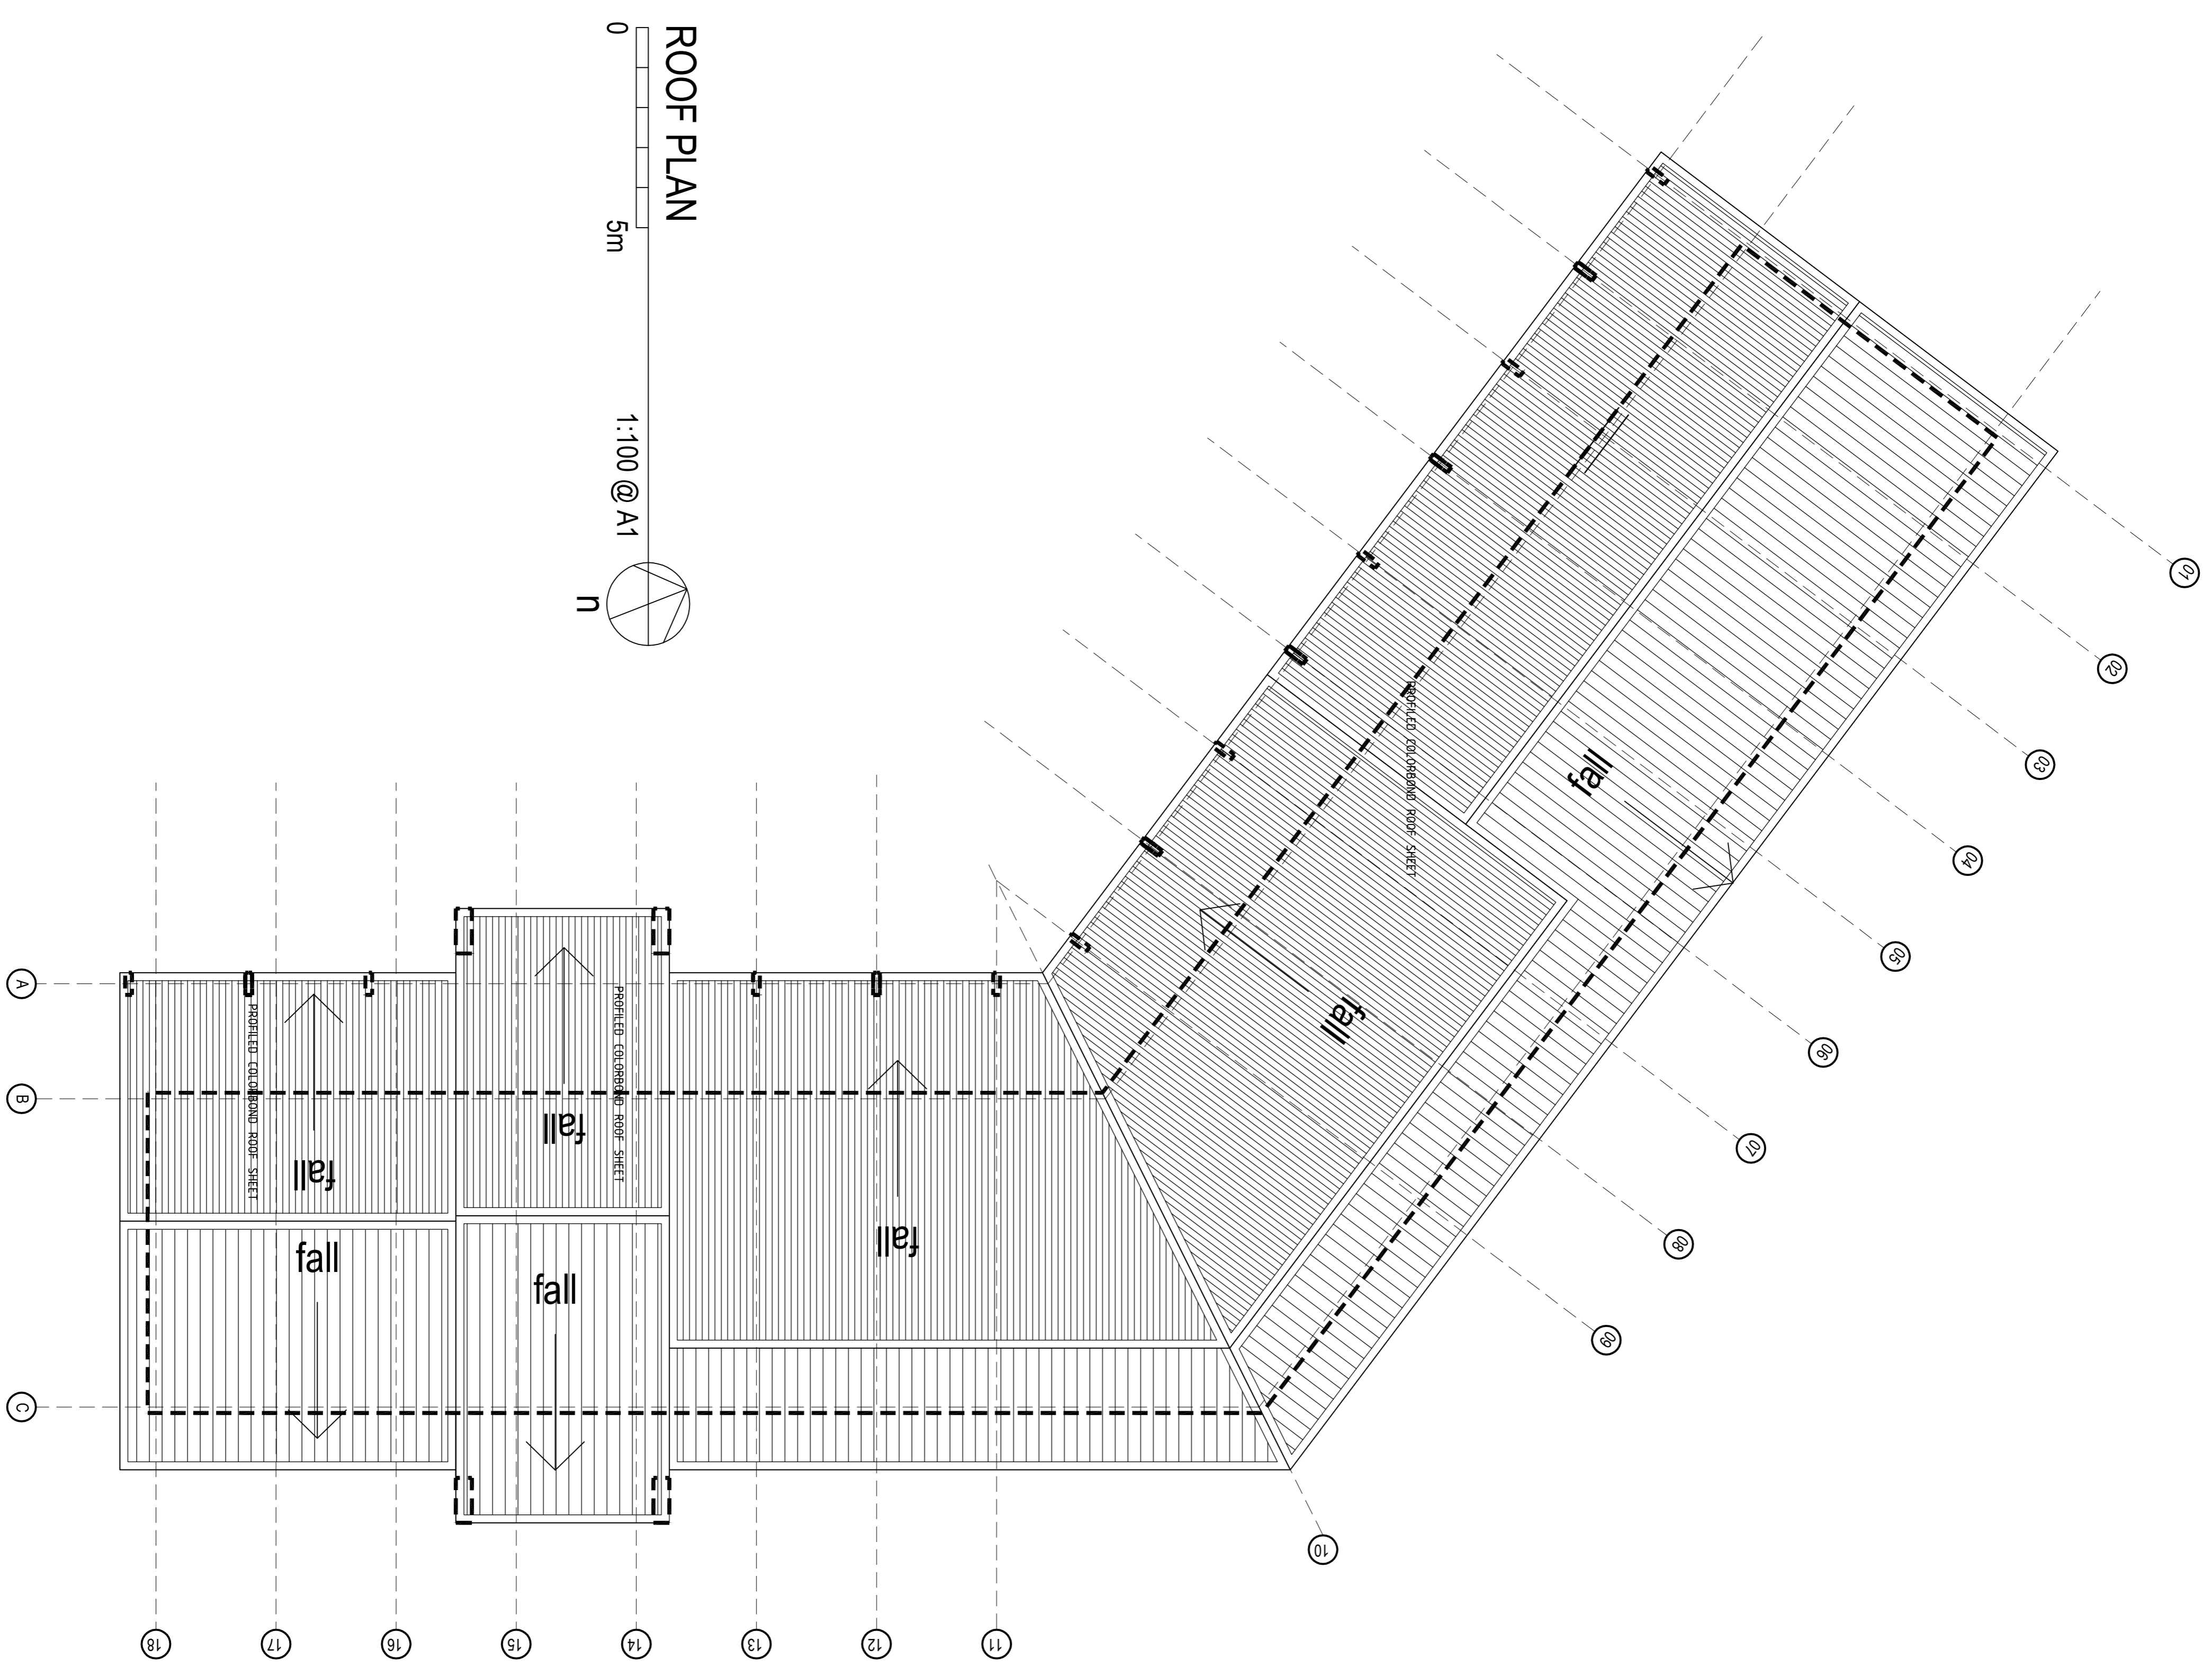 ROOF PLAN
0
5m
1:100 @ A1
n
01
02
03
04
05
06
07
08
09
10
11
12
13
14
15
16
17
18
A
B
C
fall
fall
fall
fall
fall
fall
fall
PROFILED COLORBOND ROOF SHEET
PROFILED COLORBOND ROOF SHEET
PROFILED COLORBOND ROOF SHEET